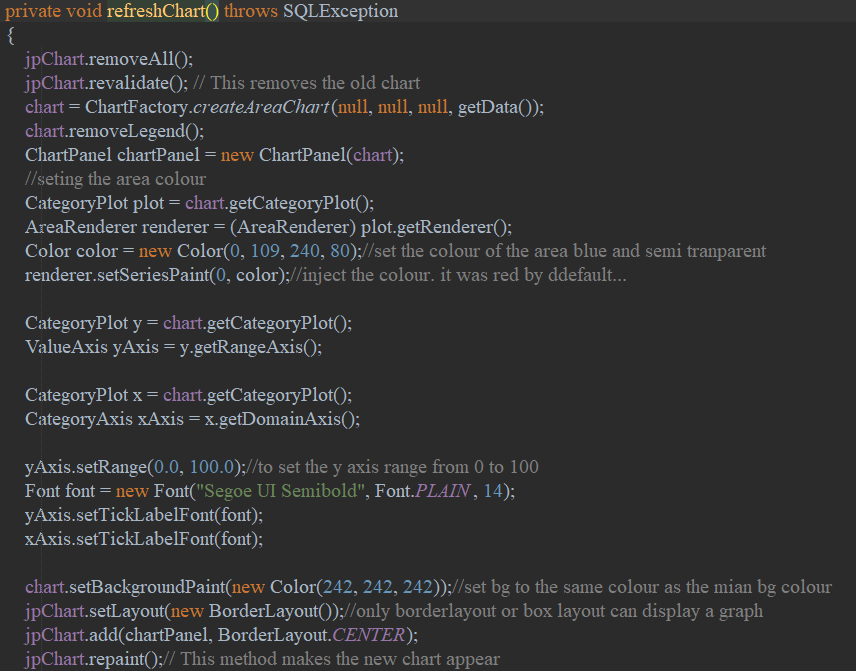 private void refreshChart() throws SQLException
{
jpChart.removeAll();
jpChart.revalidate(); // This removes the old chart
chart = ChartFactory.createAreaChart(null, null, null, getData());
chart.removeLegend();
ChartPanel chartPanel = new ChartPanel(chart);
//seting the area colour
CategoryPlot plot = chart.getCategoryPlot();
AreaRenderer renderer = (AreaRenderer) plot.getRenderer();
Color color = new Color(0, 109, 240, 80);//set the colour of the area blue and semi tranparent
renderer.setSeriesPaint(0, color);//inject the colour. it was red by ddefault...
CategoryPlot y = chart.getCategoryPlot();
ValueAxis yAxis = y.getRangeAxis();
CategoryPlot x = chart.getCategoryPlot();
CategoryAxis xAxis = x.getDomainAxis();
yAxis.setRange(0.0, 100.0);//to set the y axis range from 0 to 100
Font font = new Font("Segoe UI Semibold", Font.PLAIN, 14);
yAxis.setTickLabelFont(font);
xAxis.setTickLabelFont(font);
chart.setBackgroundPaint(new Color(242, 242, 242));//set bg to the same colour as the mian bg colour
jpChart.setLayout(new BorderLayout());//only borderlayout or box layout can display a graph
jpChart.add(chartPanel, BorderLayout.CENTER);
jpChart.repaint();// This method makes the new chart appear